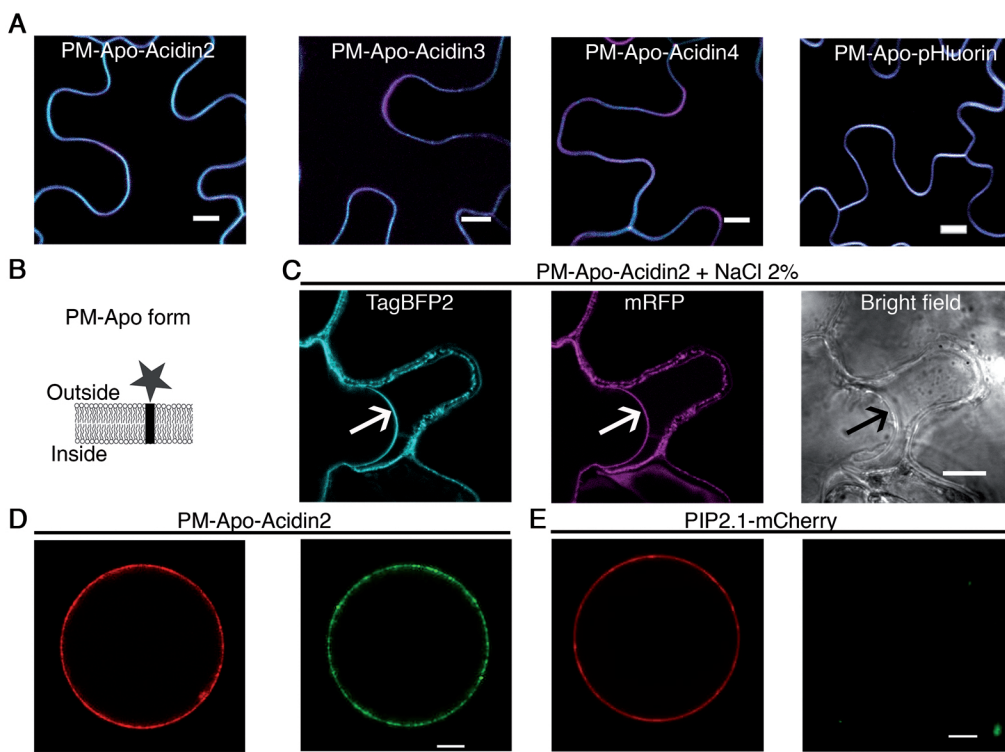 A
PM-Apo-Acidin2
PM-Apo-Acidin3
PM-Apo-Acidin4
PM-Apo-pHluorin
B
PM-Apo form
Outside
Inside
C
PM-Apo-Acidin2 + NaCl 2%
TagBFP2
mRFP
Bright field
D
PM-Apo-Acidin2
E
PIP2.1-mCherry